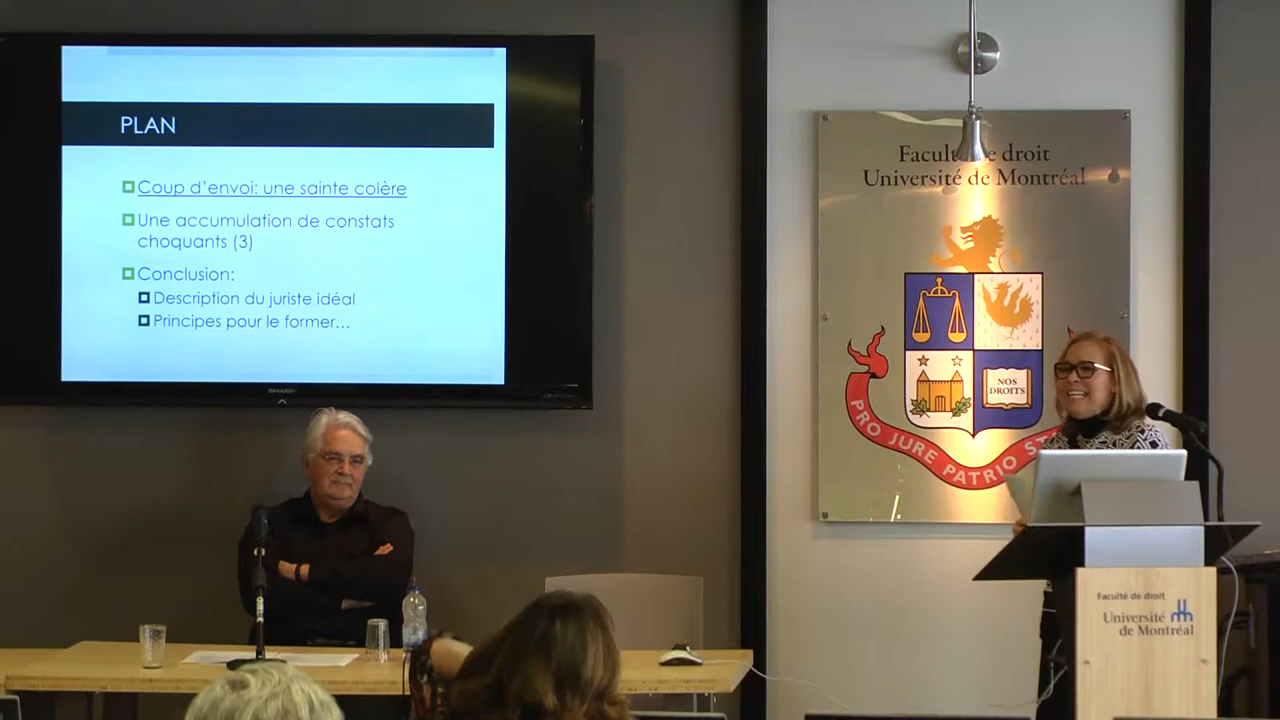 PLAN
Coup d'envoi: une sainte colère
Une accumulation de constats
choquants (3)
Conclusion:
Description du juriste idéal
Principes pour le former...
SHARP
Faculté de droit
Université de Montréal
NOS
DROITS
PRO JURE PATRIO
Faculté de droit
Université
de Montréal